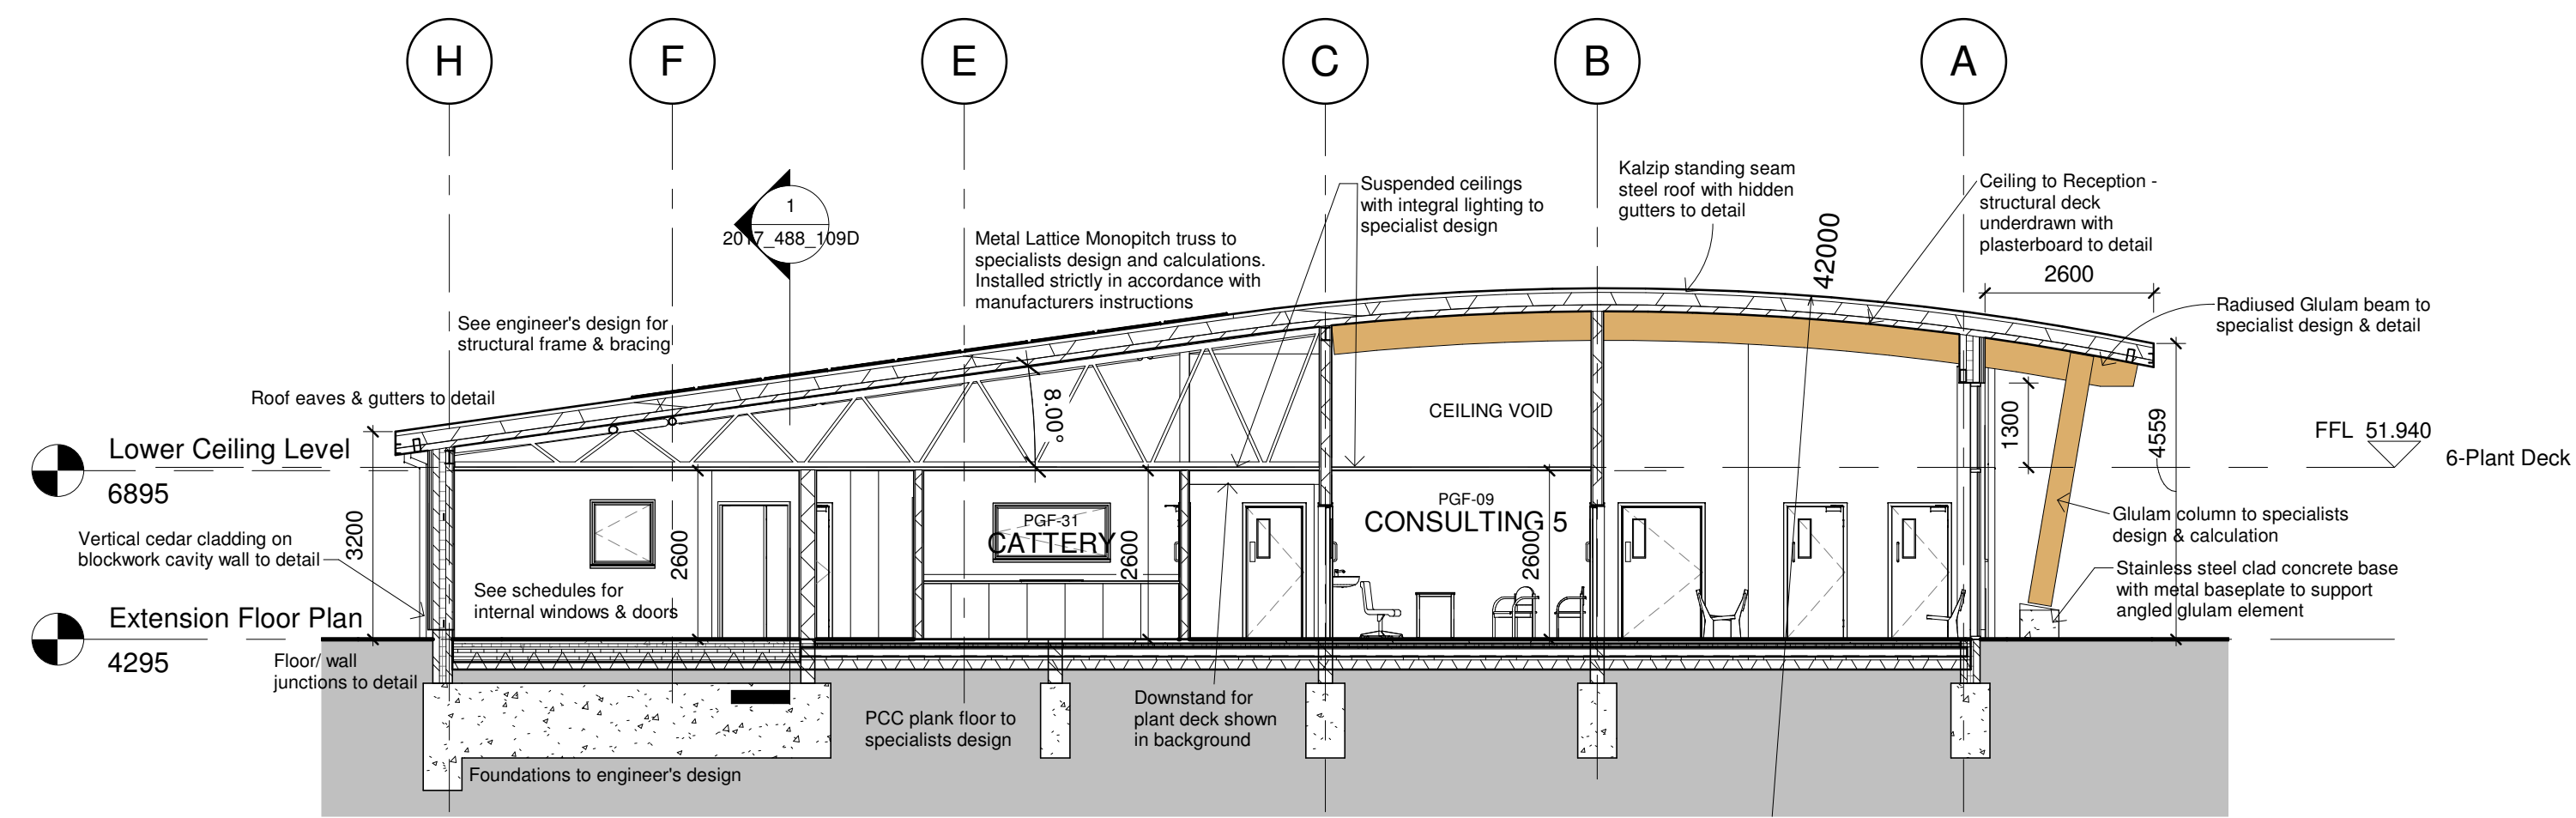 H
F
E
C
B
A
1
2017_488_109D
Metal Lattice Monopitch truss to
specialists design and calculations.
Installed strictly in accordance with
manufacturers instructions
Suspended ceilings
with integral lighting to
specialist design
Kalzip standing seam
steel roof with hidden
gutters to detail
42000
Ceiling to Reception -
structural deck
underdrawn with
plasterboard to detail
2600
Radiused Glulam beam to
specialist design & detail
See engineer's design for
structural frame & bracing
Roof eaves & gutters to detail
8.00°
CEILING VOID
1300
4559
FFL 51.940
6-Plant Deck
Lower Ceiling Level
6895
3200
Vertical cedar cladding on
blockwork cavity wall to detail
2600
See schedules for
internal windows & doors
PGF-31
CATTERY
2600
PGF-09
CONSULTING 5
2600
Glulam column to specialists
design & calculation
Stainless steel clad concrete base
with metal baseplate to support
angled glulam element
Extension Floor Plan
4295
Floor/ wall
junctions to detail
PCC plank floor to
specialists design
Downstand for
plant deck shown
in background
Foundations to engineer's design